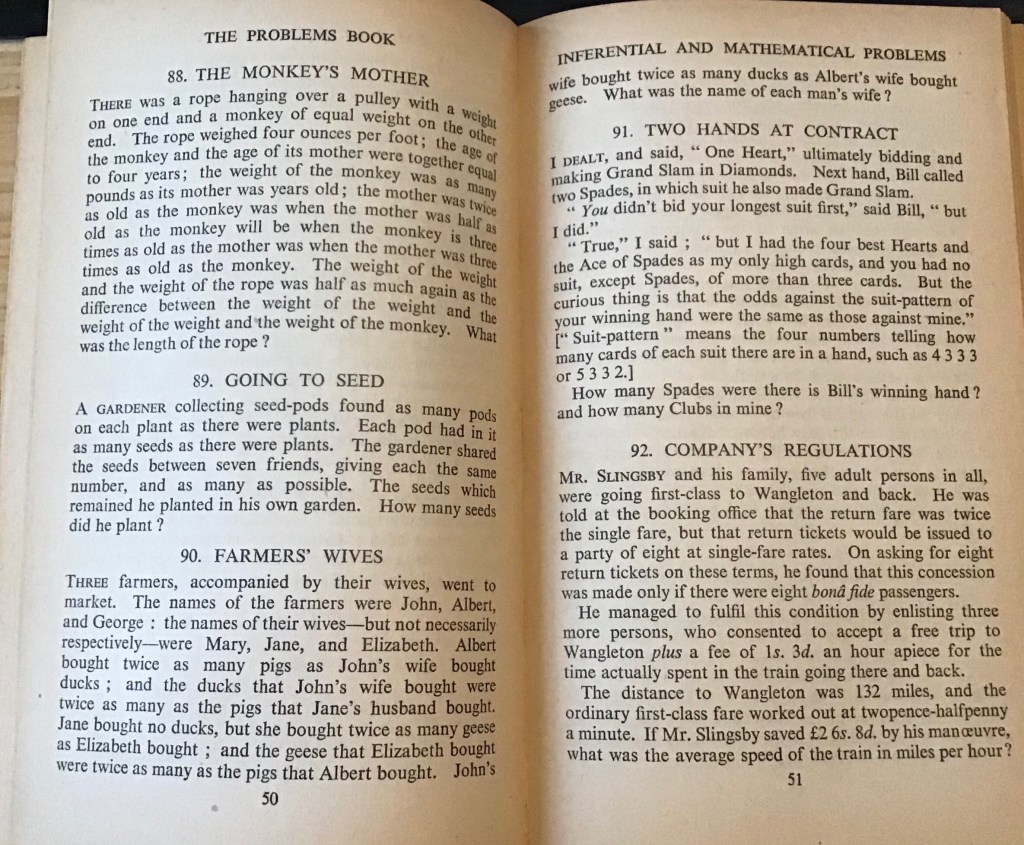 THE PROBLEMS BOOK
88. THE MONKEY'S MOTHER
THERE was a rope hanging over a pulley with a weight
on one end and a monkey of equal weight on the other
end. The rope weighed four ounces per foot; the age of
the monkey and the age of its mother were together equal
to four years; the weight of the monkey was as many
pounds as its mother was years old; the mother was twice
as old as the monkey was when the mother was half as
old as the monkey will be when the monkey is three
times as old as the mother was when the mother was three
times as old as the monkey. The weight of the weight
and the weight of the rope was half as much again as the
difference between the weight of the weight and the
weight of the weight and the weight of the monkey. What
was the length of the rope?
89. GOING TO SEED
A GARDENER collecting seed-pods found as many pods
on each plant as there were plants. Each pod had in it
as many seeds as there were plants. The gardener shared
the seeds between seven friends, giving each the same
number, and as many as possible. The seeds which
remained he planted in his own garden. How many seeds
did he plant?
90. FARMERS' WIVES
THREE farmers, accompanied by their wives, went to
market. The names of the farmers were John, Albert,
and George: the names of their wives—but not necessarily
respectively—were Mary, Jane, and Elizabeth. Albert
bought twice as many pigs as John's wife bought
ducks; and the ducks that John's wife bought were
twice as many as the pigs that Jane's husband bought.
Jane bought no ducks, but she bought twice as many geese
as Elizabeth bought; and the geese that Elizabeth bought
were twice as many as the pigs that Albert bought. John's
50
INFERENTIAL AND MATHEMATICAL PROBLEMS
wife bought twice as many ducks as Albert's wife bought
geese. What was the name of each man's wife?
91. TWO HANDS AT CONTRACT
I DEALT, and said, "One Heart," ultimately bidding and
making Grand Slam in Diamonds. Next hand, Bill called
two Spades, in which suit he also made Grand Slam.
"You didn't bid your longest suit first," said Bill, "but
I did."
"True," I said; "but I had the four best Hearts and
the Ace of Spades as my only high cards, and you had no
suit, except Spades, of more than three cards. But the
curious thing is that the odds against the suit-pattern of
your winning hand were the same as those against mine."
["Suit-pattern" means the four numbers telling how
many cards of each suit there are in a hand, such as 4 3 3 3
or 5 3 3 2.]
How many Spades were there is Bill's winning hand?
and how many Clubs in mine?
92. COMPANY'S REGULATIONS
MR. SLINGSBY and his family, five adult persons in all,
were going first-class to Wangleton and back. He was
told at the booking office that the return fare was twice
the single fare, but that return tickets would be issued to
a party of eight at single-fare rates. On asking for eight
return tickets on these terms, he found that this concession
was made only if there were eight bonâ fide passengers.
He managed to fulfil this condition by enlisting three
more persons, who consented to accept a free trip to
Wangleton plus a fee of 1s. 3d. an hour apiece for the
time actually spent in the train going there and back.
The distance to Wangleton was 132 miles, and the
ordinary first-class fare worked out at twopence-halfpenny
a minute. If Mr. Slingsby saved £2 6s. 8d. by his manœuvre,
what was the average speed of the train in miles per hour?
51